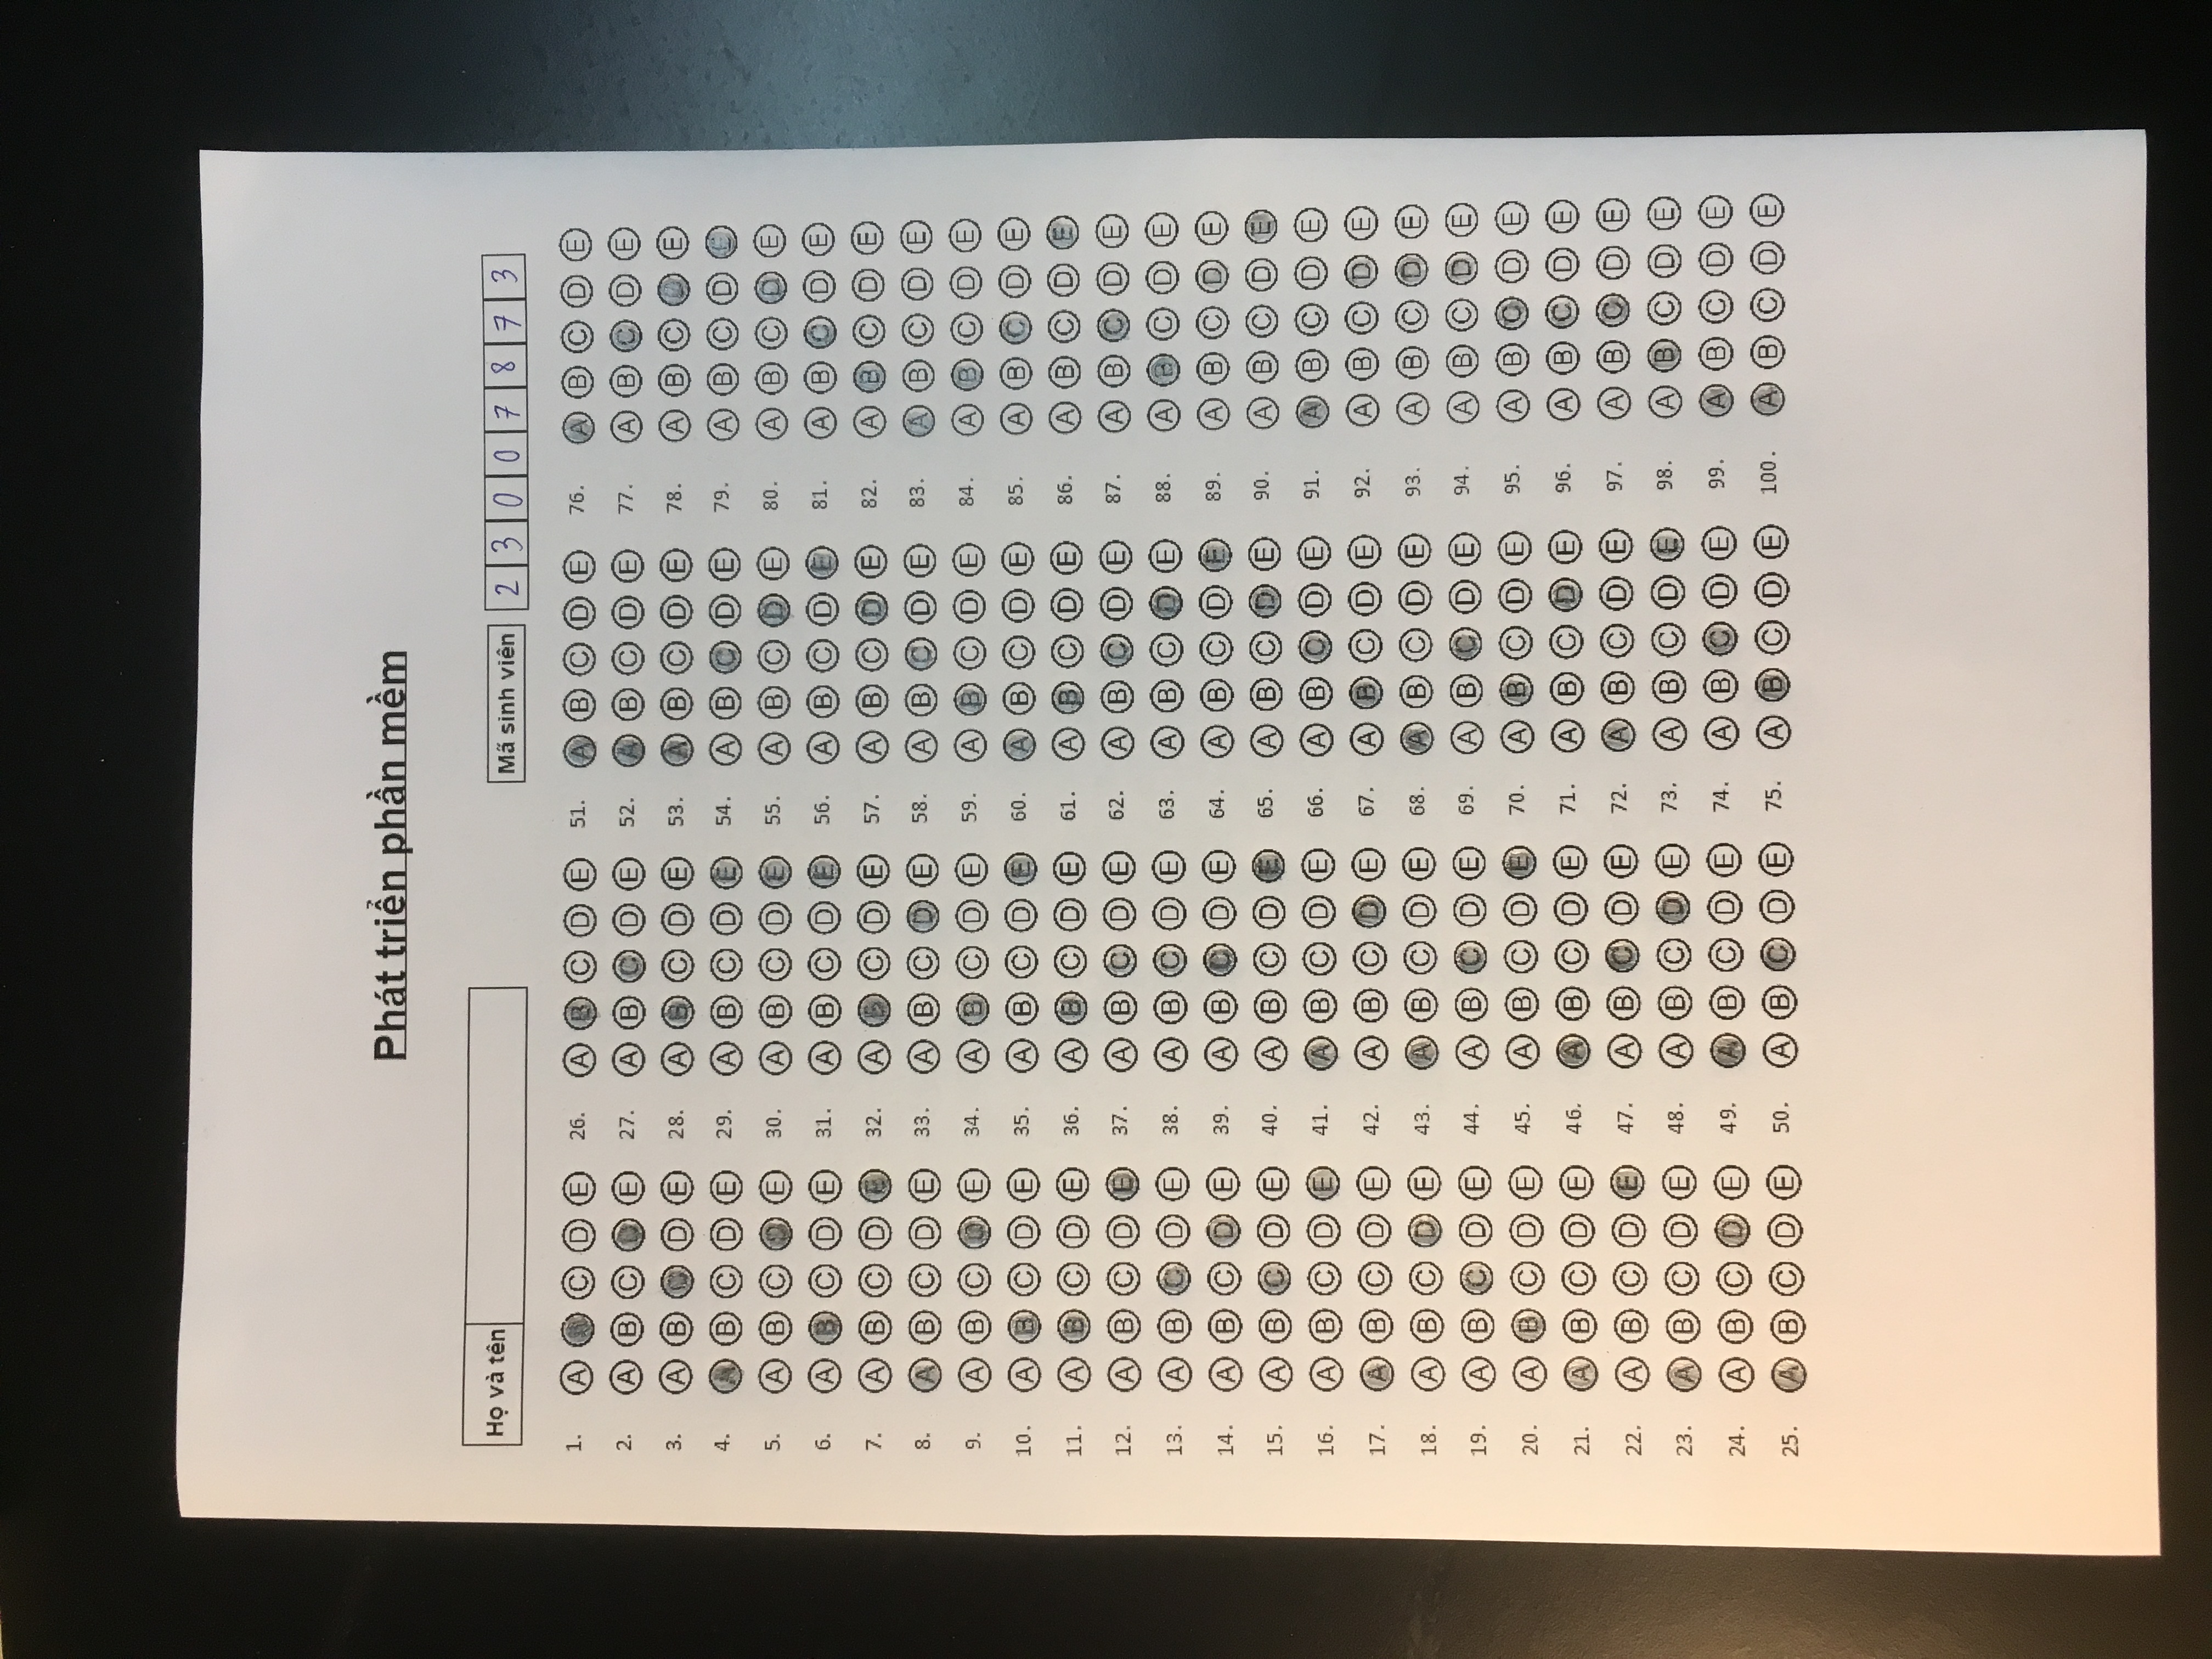 Phát triển phần mềm
Họ và tên Mã sinh viên 2 3 0 0 7 8 7 3
1. A B C D E 26. A B C D E 51. A B C D E 76. A B C D E
2. A B C D E 27. A B C D E 52. A B C D E 77. A B C D E
3. A B C D E 28. A B C D E 53. A B C D E 78. A B C D E
4. A B C D E 29. A B C D E 54. A B C D E 79. A B C D E
5. A B C D E 30. A B C D E 55. A B C D E 80. A B C D E
6. A B C D E 31. A B C D E 56. A B C D E 81. A B C D E
7. A B C D E 32. A B C D E 57. A B C D E 82. A B C D E
8. A B C D E 33. A B C D E 58. A B C D E 83. A B C D E
9. A B C D E 34. A B C D E 59. A B C D E 84. A B C D E
10. A B C D E 35. A B C D E 60. A B C D E 85. A B C D E
11. A B C D E 36. A B C D E 61. A B C D E 86. A B C D E
12. A B C D E 37. A B C D E 62. A B C D E 87. A B C D E
13. A B C D E 38. A B C D E 63. A B C D E 88. A B C D E
14. A B C D E 39. A B C D E 64. A B C D E 89. A B C D E
15. A B C D E 40. A B C D E 65. A B C D E 90. A B C D E
16. A B C D E 41. A B C D E 66. A B C D E 91. A B C D E
17. A B C D E 42. A B C D E 67. A B C D E 92. A B C D E
18. A B C D E 43. A B C D E 68. A B C D E 93. A B C D E
19. A B C D E 44. A B C D E 69. A B C D E 94. A B C D E
20. A B C D E 45. A B C D E 70. A B C D E 95. A B C D E
21. A B C D E 46. A B C D E 71. A B C D E 96. A B C D E
22. A B C D E 47. A B C D E 72. A B C D E 97. A B C D E
23. A B C D E 48. A B C D E 73. A B C D E 98. A B C D E
24. A B C D E 49. A B C D E 74. A B C D E 99. A B C D E
25. A B C D E 50. A B C D E 75. A B C D E 100. A B C D E